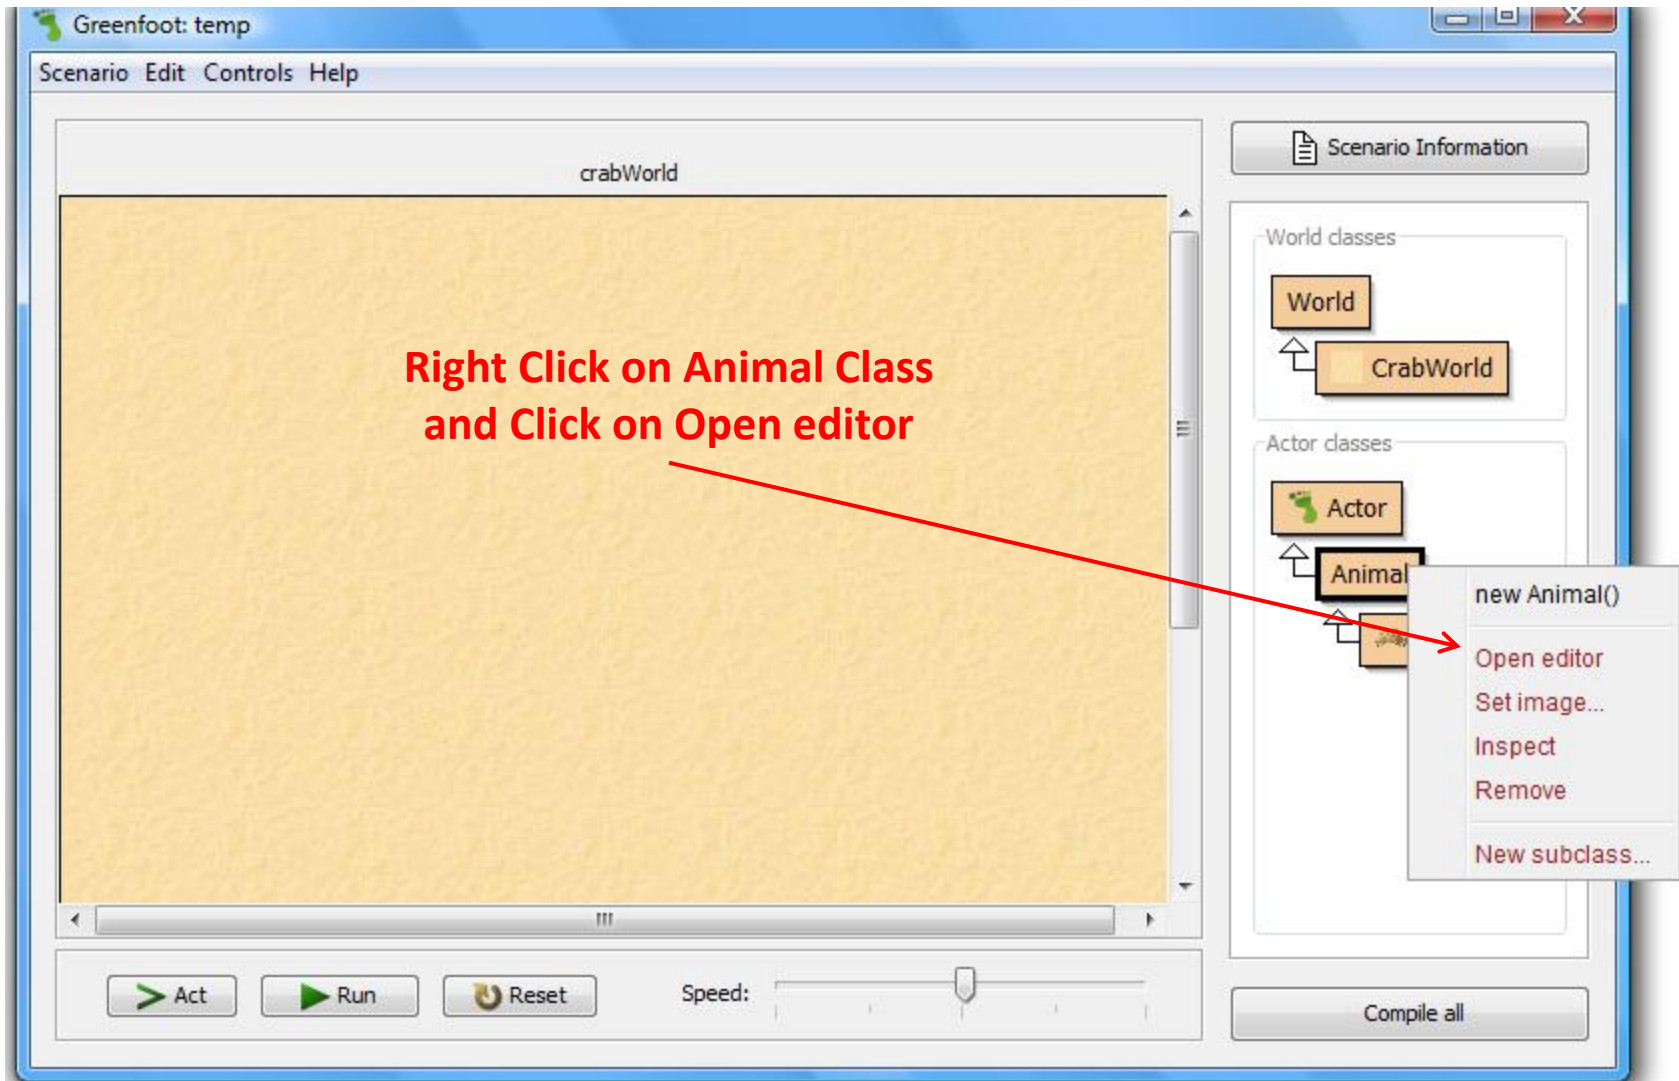 Greenfoot: temp
Scenario Edit Controls Help
crabWorld
Right Click on Animal Class
and Click on Open editor
Scenario Information
World classes
World
CrabWorld
Actor classes
Actor
Animal
new Animal()
Open editor
Set image...
Inspect
Remove
New subclass...
Act
Run
Reset
Speed:
Compile all